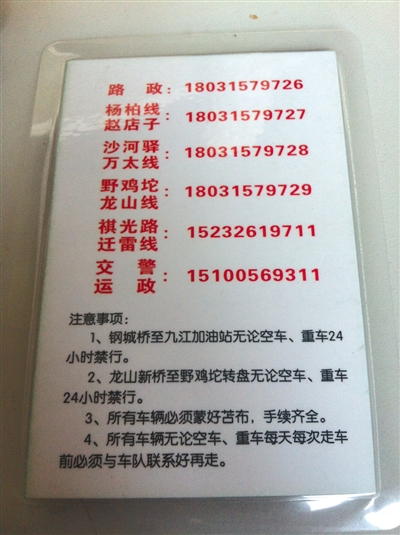 路 政：18031579726
杨柏线
赵店子：18031579727
沙河驿
万太线：18031579728
野鸡坨
龙山线：18031579729
祺光路
迁雷线：15232619711
交 警
运 政：15100569311
注意事项：
1、钢城桥至九江加油站无论空车、重车24
小时禁行。
2、龙山新桥至野鸡坨转盘无论空车、重车
24小时禁行。
3、所有车辆必须蒙好苫布，手续齐全。
4、所有车辆无论空车、重车每天每次走车
前必须与车队联系好再走。